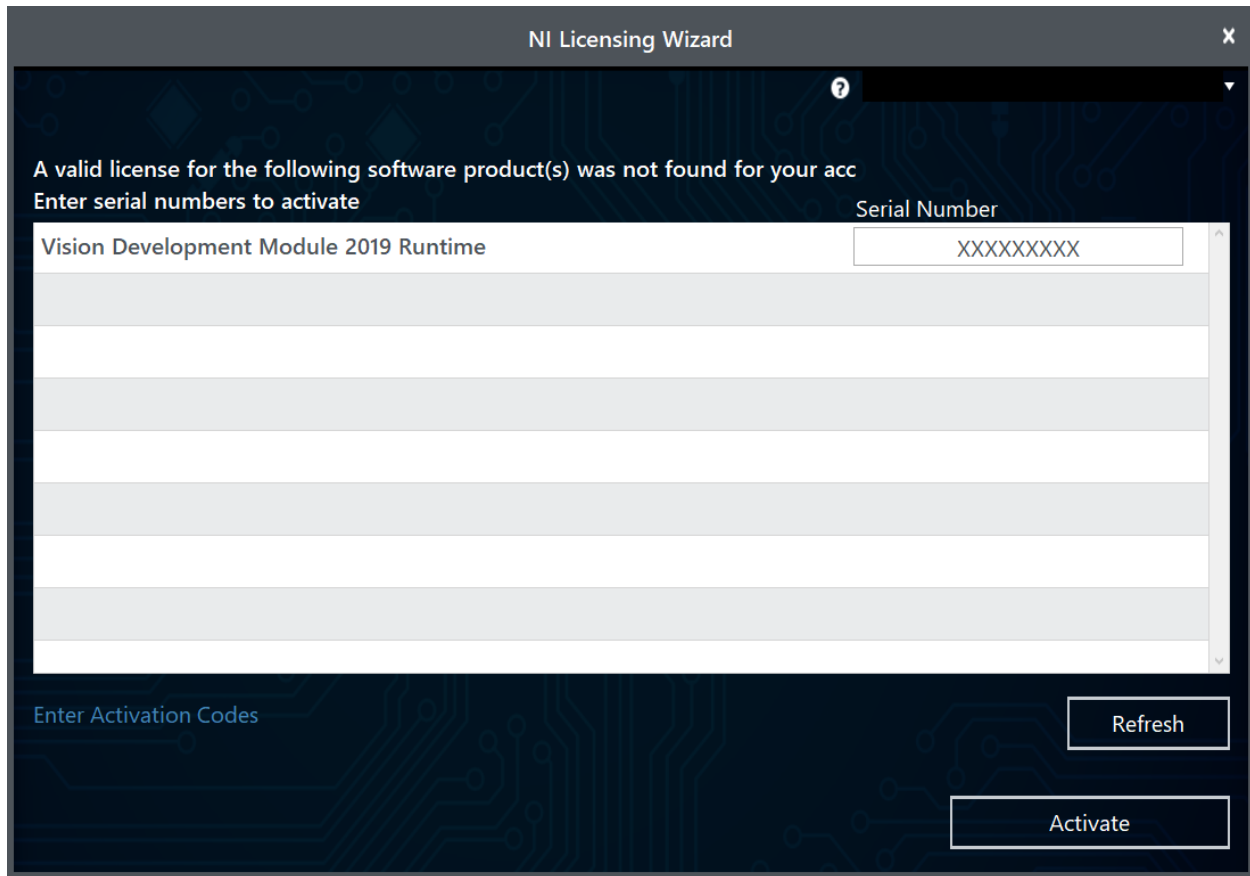 NI Licensing Wizard
x
?
A valid license for the following software product(s) was not found for your acc
Enter serial numbers to activate
Serial Number
Vision Development Module 2019 Runtime
XXXXXXXXX
Enter Activation Codes
Refresh
Activate